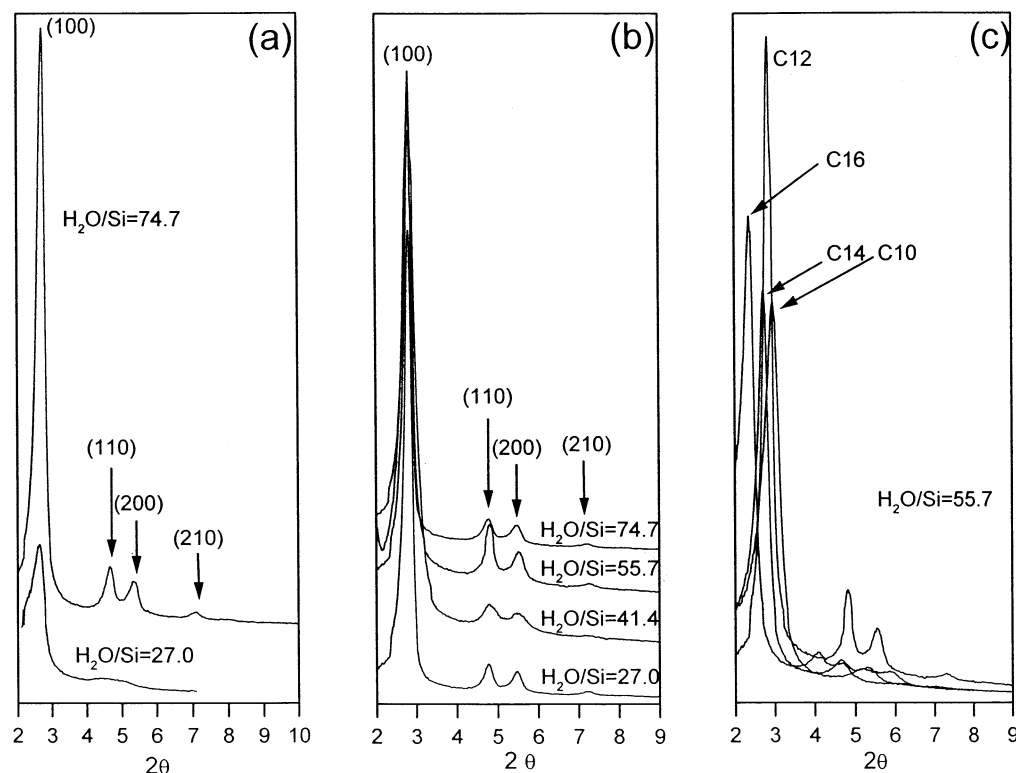 (a)
(100)
H₂O/Si=74.7
(110)
(200)
(210)
H₂O/Si=27.0
2 3 4 5 6 7 8 9 10
2θ
(b)
(100)
(110)
(200)
(210)
H₂O/Si=74.7
H₂O/Si=55.7
H₂O/Si=41.4
H₂O/Si=27.0
2 3 4 5 6 7 8 9
2 θ
(c)
C12
C16
C14 C10
H₂O/Si=55.7
2 3 4 5 6 7 8 9
2θ